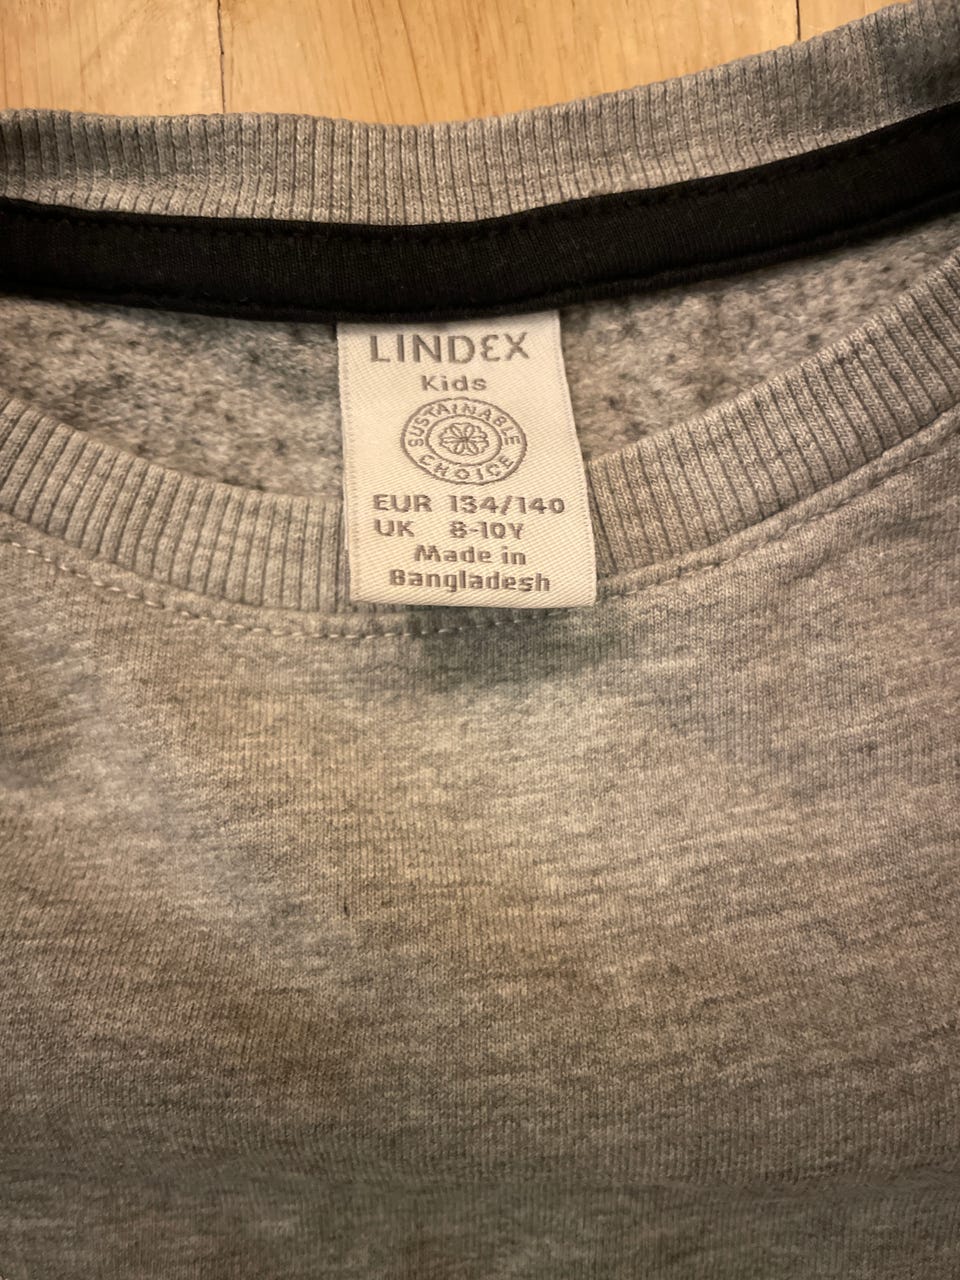 LINDEX
Kids
SUSTAINABLE
CHOICE
EUR 134/140
UK 8-10Y
Made in
Bangladesh